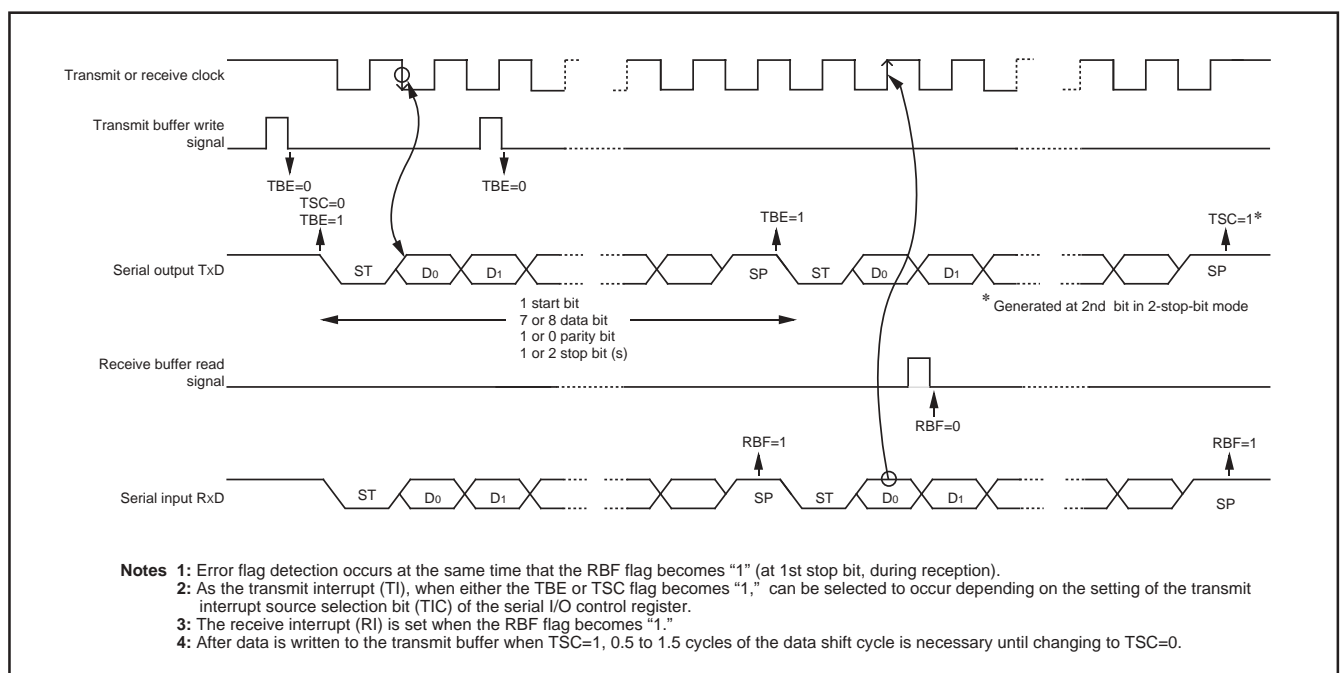 Transmit or receive clock
Transmit buffer write
signal
TBE=0
TSC=0
TBE=1
TBE=0
TBE=1
TSC=1*
Serial output TxD
ST
D0
D1
SP
ST
D0
D1
SP
1 start bit
7 or 8 data bit
1 or 0 parity bit
1 or 2 stop bit (s)
* Generated at 2nd bit in 2-stop-bit mode
Receive buffer read
signal
RBF=0
RBF=1
RBF=1
Serial input RxD
ST
D0
D1
SP
ST
D0
D1
SP
Notes 1: Error flag detection occurs at the same time that the RBF flag becomes “1” (at 1st stop bit, during reception).
2: As the transmit interrupt (TI), when either the TBE or TSC flag becomes “1,” can be selected to occur depending on the setting of the transmit
interrupt source selection bit (TIC) of the serial I/O control register.
3: The receive interrupt (RI) is set when the RBF flag becomes “1.”
4: After data is written to the transmit buffer when TSC=1, 0.5 to 1.5 cycles of the data shift cycle is necessary until changing to TSC=0.